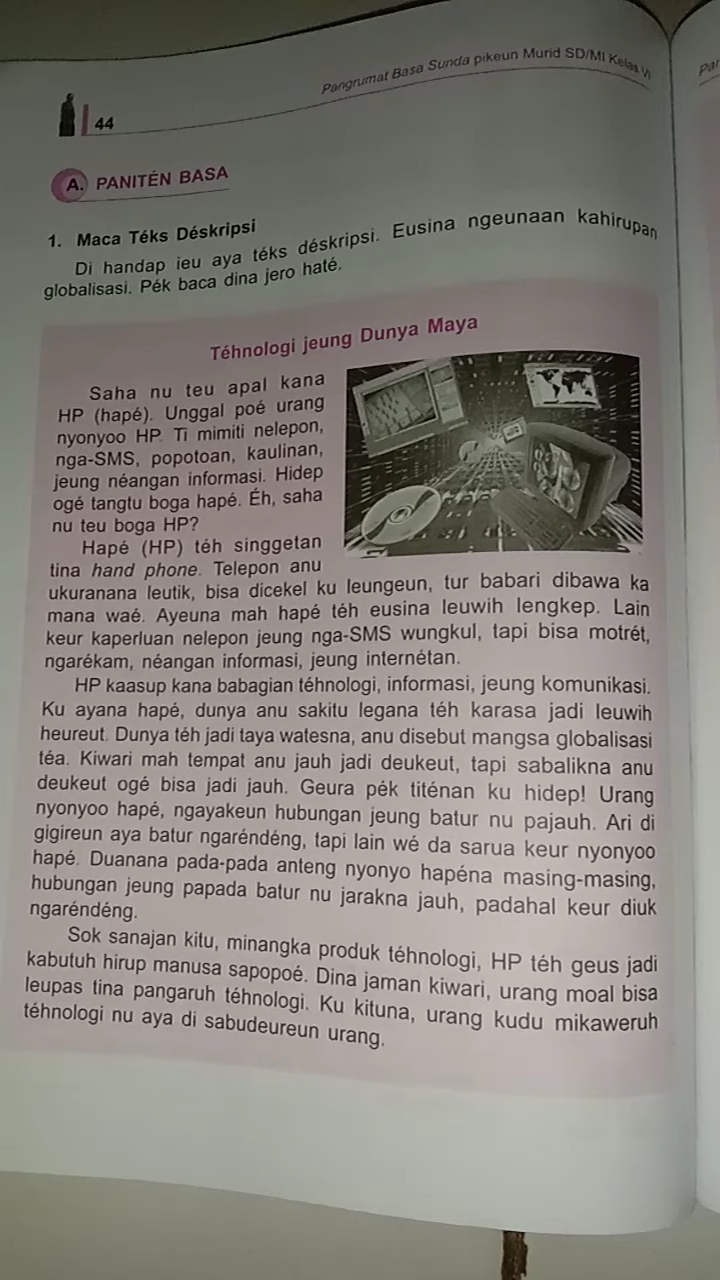 Pangrumat Basa Sunda pikeun Murid SD/MI Kelas VI
44
A. PANITÉN BASA
1. Maca Téks Déskripsi
Di handap ieu aya téks déskripsi. Eusina ngeunaan kahirupan
globalisasi. Pék baca dina jero haté.
Téhnologi jeung Dunya Maya
Saha nu teu apal kana
HP (hapé). Unggal poé urang
nyonyoo HP. Ti mimiti nelepon,
nga-SMS, popotoan, kaulinan,
jeung néangan informasi. Hidep
ogé tangtu boga hapé. Éh, saha
nu teu boga HP?
Hapé (HP) téh singgetan
tina hand phone. Telepon anu
ukuranana leutik, bisa dicekel ku leungeun, tur babari dibawa ka
mana waé. Ayeuna mah hapé téh eusina leuwih lengkep. Lain
keur kaperluan nelepon jeung nga-SMS wungkul, tapi bisa motrét,
ngarékam, néangan informasi, jeung internétan.
HP kaasup kana babagian téhnologi, informasi, jeung komunikasi.
Ku ayana hapé, dunya anu sakitu legana téh karasa jadi leuwih
heureut. Dunya téh jadi taya watesna, anu disebut mangsa globalisasi
téa. Kiwari mah tempat anu jauh jadi deukeut, tapi sabalikna anu
deukeut ogé bisa jadi jauh. Geura pék titénan ku hidep! Urang
nyonyoo hapé, ngayakeun hubungan jeung batur nu pajauh. Ari di
gigireun aya batur ngaréndéng, tapi lain wé da sarua keur nyonyoo
hapé. Duanana pada-pada anteng nyonyo hapéna masing-masing,
hubungan jeung papada batur nu jarakna jauh, padahal keur diuk
ngaréndéng.
Sok sanajan kitu, minangka produk téhnologi, HP téh geus jadi
kabutuh hirup manusa sapopoé. Dina jaman kiwari, urang moal bisa
leupas tina pangaruh téhnologi. Ku kituna, urang kudu mikaweruh
téhnologi nu aya di sabudeureun urang.